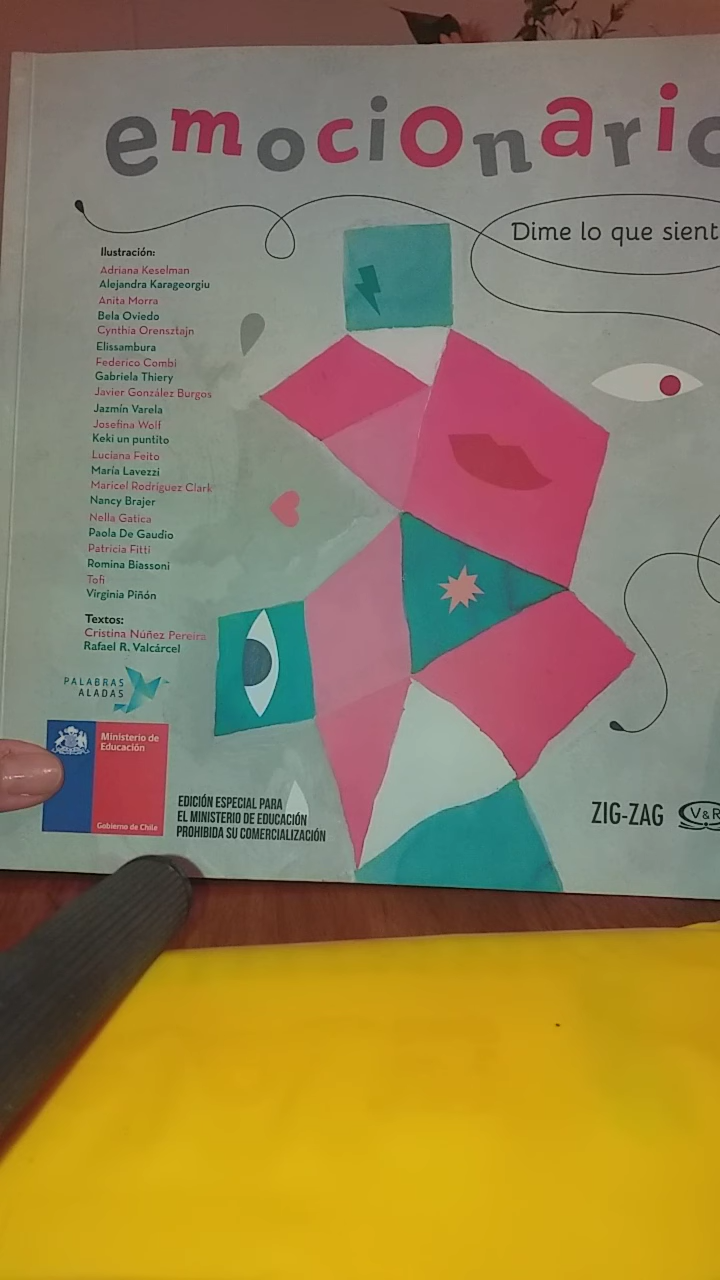 emocionario
Dime lo que sient
Ilustración:
Adriana Keselman
Alejandra Karageorgiu
Anita Morra
Bela Oviedo
Cynthia Orensztajn
Elissambura
Federico Combi
Gabriela Thiery
Javier González Burgos
Jazmín Varela
Josefina Wolf
Keki un puntito
Luciana Feito
María Lavezzi
Maricel Rodríguez Clark
Nancy Brajer
Nella Gatica
Paola De Gaudio
Patricia Fitti
Romina Biassoni
Tofi
Virginia Piñón
Textos:
Cristina Núñez Pereira
Rafael R. Valcárcel
PALABRAS
ALADAS
Ministerio de
Educación
Gobierno de Chile
EDICIÓN ESPECIAL PARA
EL MINISTERIO DE EDUCACIÓN
PROHIBIDA SU COMERCIALIZACIÓN
ZIG-ZAG
V&R